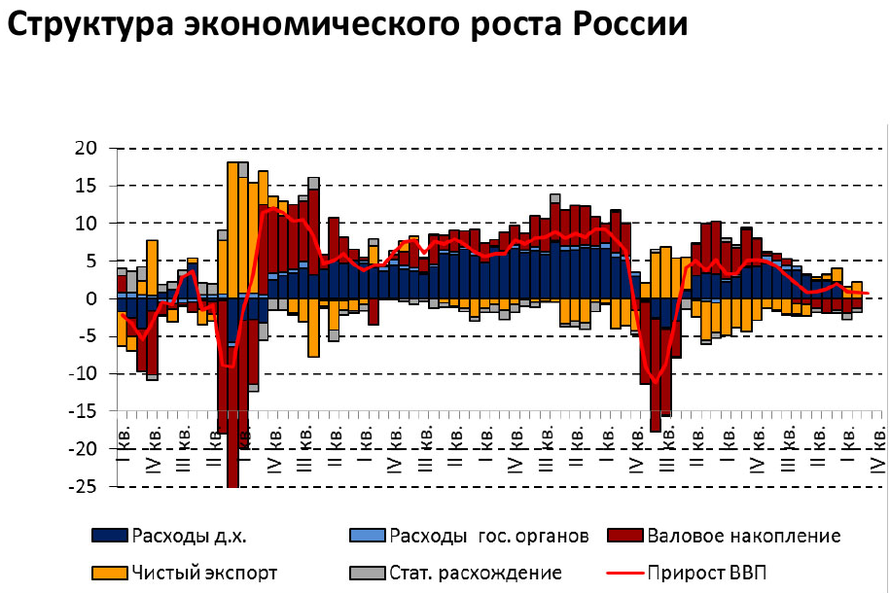 Структура экономического роста России
20
15
10
5
0
-5
-10
-15
-20
-25
I кв.
IV кв.
III кв.
II кв.
I кв.
IV кв.
III кв.
II кв.
I кв.
IV кв.
III кв.
II кв.
I кв.
IV кв.
III кв.
II кв.
I кв.
IV кв.
III кв.
II кв.
I кв.
IV кв.
III кв.
II кв.
I кв.
IV кв.
Расходы д.х. Расходы гос. органов Валовое накопление
Чистый экспорт Стат. расхождение Прирост ВВП